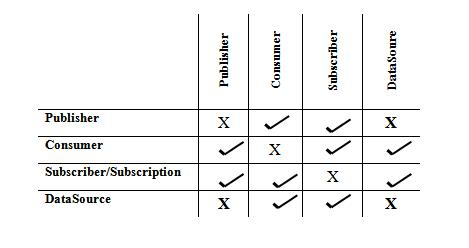 Publisher
Consumer
Subscriber
DataSoure
Publisher X X
Consumer X
Subscriber/Subscription X
DataSource X X